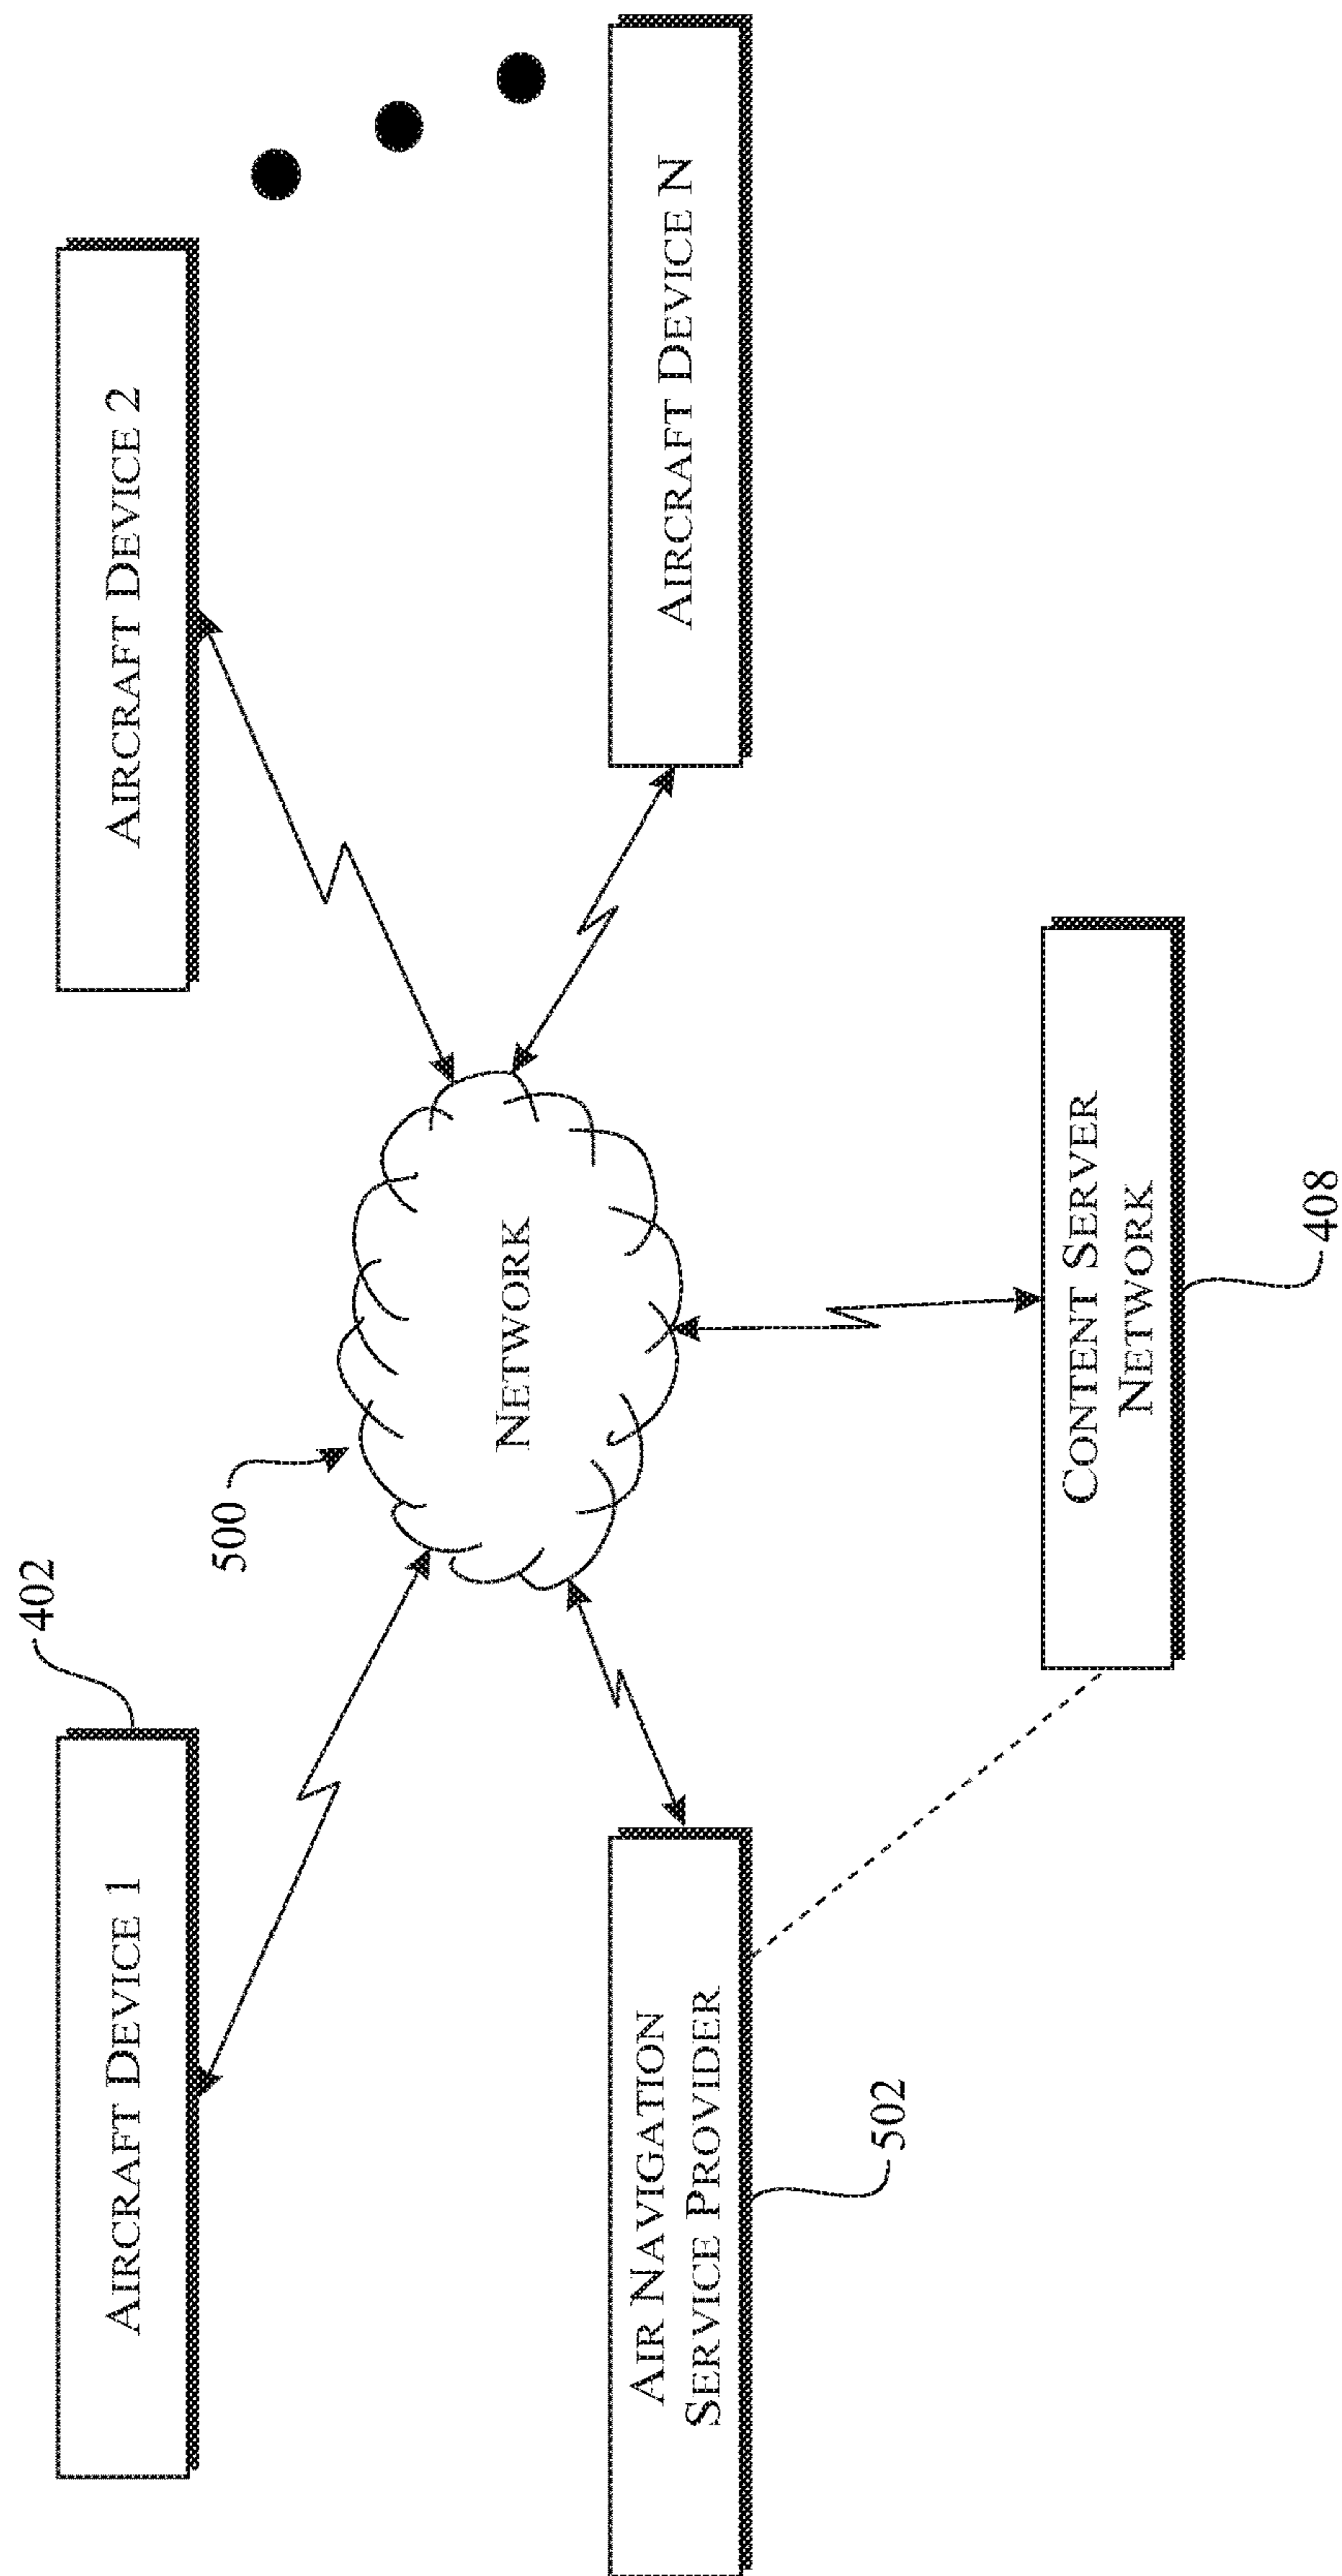 402
AIRCRAFT DEVICE 1
AIRCRAFT DEVICE 2
500
NETWORK
AIR NAVIGATION
SERVICE PROVIDER
502
AIRCRAFT DEVICE N
CONTENT SERVER
NETWORK
408